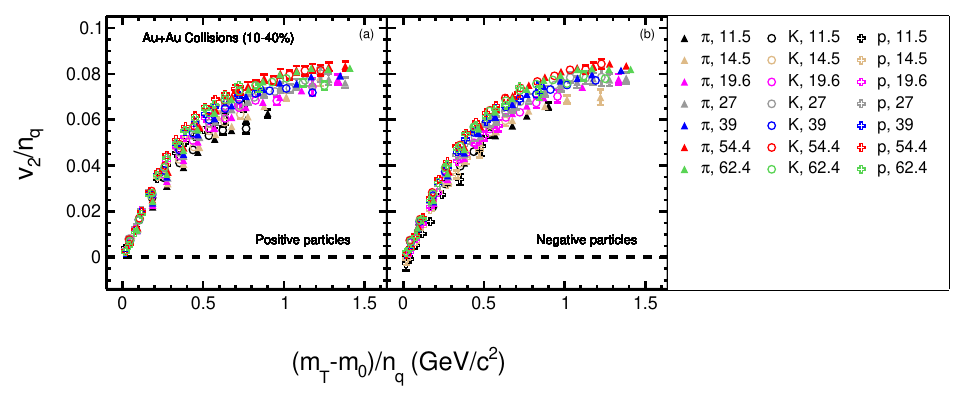 0.1
0.08
0.06
0.04
0.02
0
v2/nq
Au+Au Collisions (10-40%)
(a)
Positive particles
(b)
Negative particles
0 0.5 1 1.5
0 0.5 1 1.5
(mT-m0)/nq (GeV/c2)
π, 11.5 K, 11.5 p, 11.5
π, 14.5 K, 14.5 p, 14.5
π, 19.6 K, 19.6 p, 19.6
π, 27 K, 27 p, 27
π, 39 K, 39 p, 39
π, 54.4 K, 54.4 p, 54.4
π, 62.4 K, 62.4 p, 62.4